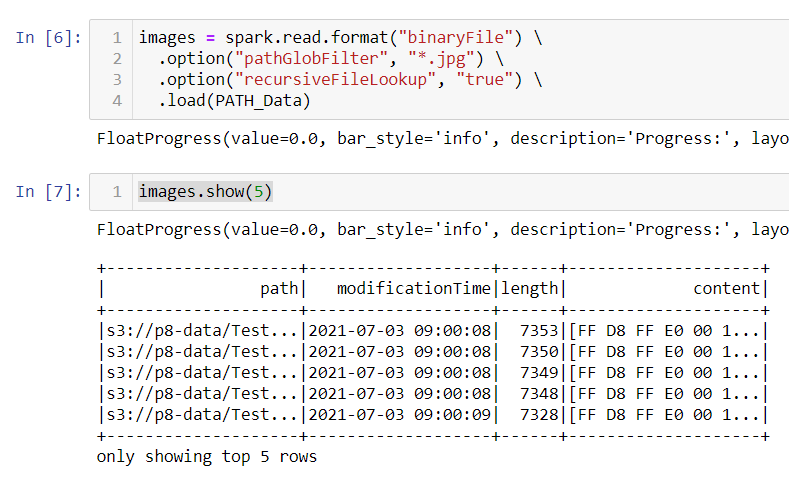 In [6]:
1 images = spark.read.format("binaryFile") \
2 .option("pathGlobFilter", "*.jpg") \
3 .option("recursiveFileLookup", "true") \
4 .load(PATH_Data)
FloatProgress(value=0.0, bar_style='info', description='Progress:', layo
In [7]:
1 images.show(5)
FloatProgress(value=0.0, bar_style='info', description='Progress:', layo
+--------------------+-------------------+------+--------------------+
|                path|   modificationTime|length|             content|
+--------------------+-------------------+------+--------------------+
|s3://p8-data/Test...|2021-07-03 09:00:08|  7353|[FF D8 FF E0 00 1...|
|s3://p8-data/Test...|2021-07-03 09:00:08|  7350|[FF D8 FF E0 00 1...|
|s3://p8-data/Test...|2021-07-03 09:00:08|  7349|[FF D8 FF E0 00 1...|
|s3://p8-data/Test...|2021-07-03 09:00:08|  7348|[FF D8 FF E0 00 1...|
|s3://p8-data/Test...|2021-07-03 09:00:09|  7328|[FF D8 FF E0 00 1...|
+--------------------+-------------------+------+--------------------+
only showing top 5 rows